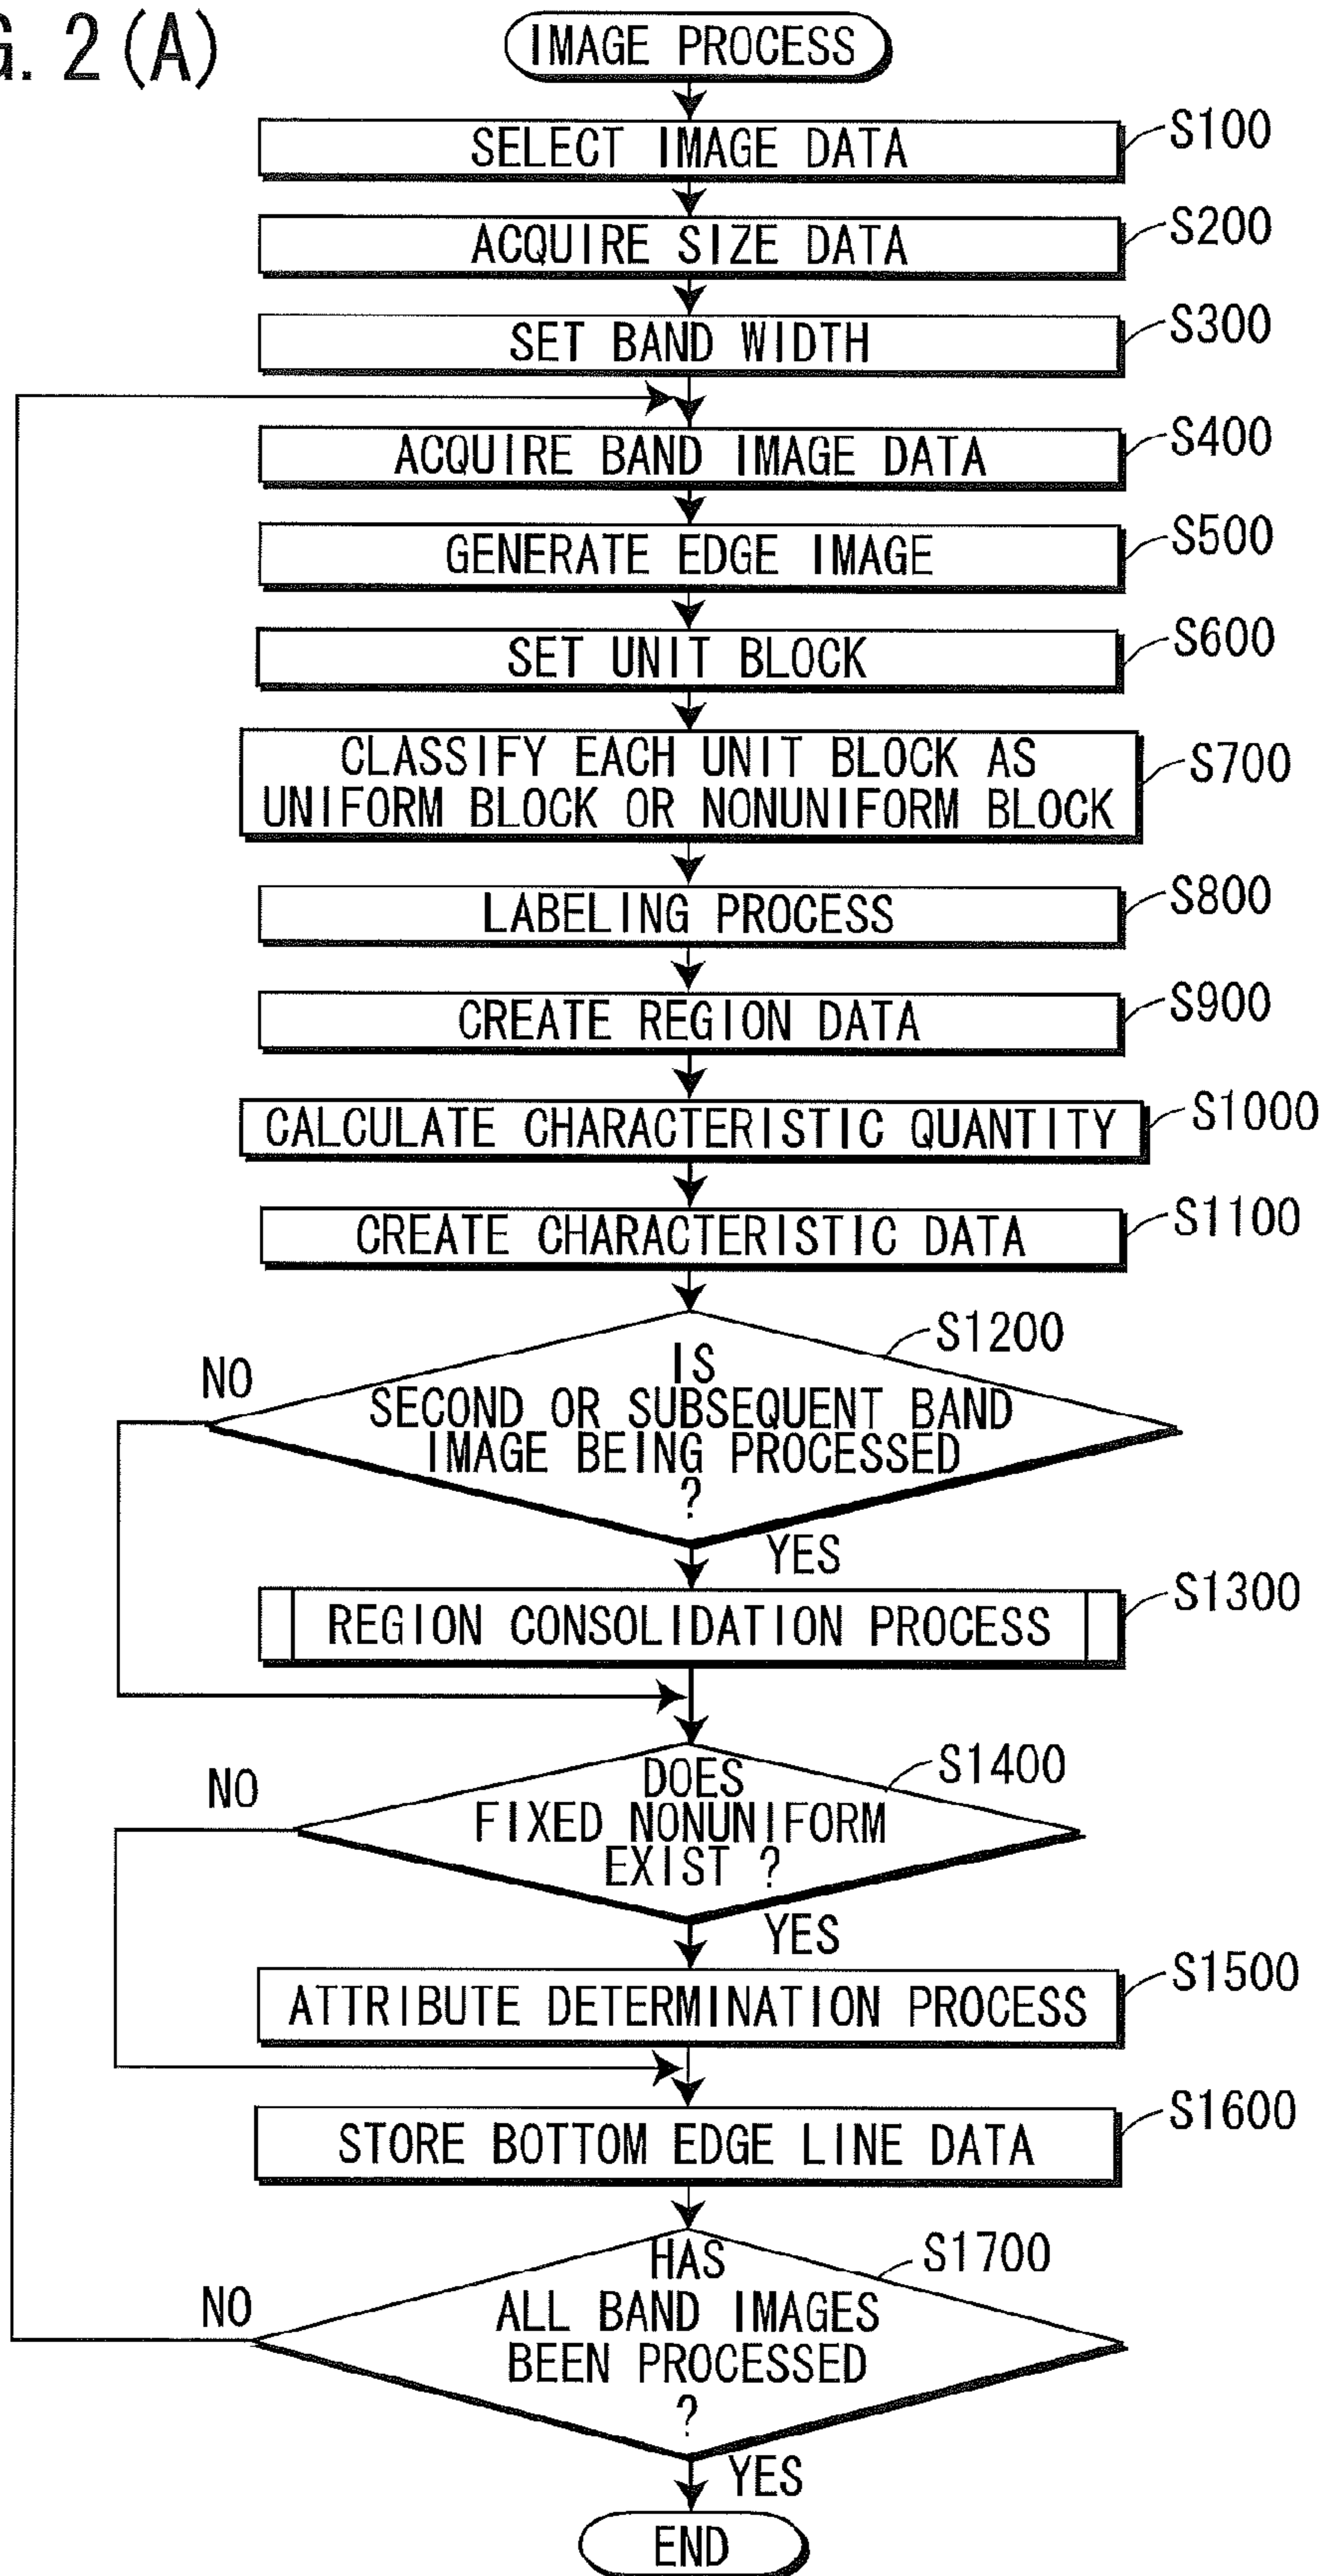 G. 2 (A)
IMAGE PROCESS
SELECT IMAGE DATA
S100
ACQUIRE SIZE DATA
S200
SET BAND WIDTH
S300
ACQUIRE BAND IMAGE DATA
S400
GENERATE EDGE IMAGE
S500
SET UNIT BLOCK
S600
CLASSIFY EACH UNIT BLOCK AS
UNIFORM BLOCK OR NONUNIFORM BLOCK
S700
LABELING PROCESS
S800
CREATE REGION DATA
S900
CALCULATE CHARACTERISTIC QUANTITY
S1000
CREATE CHARACTERISTIC DATA
S1100
S1200
NO
IS
SECOND OR SUBSEQUENT BAND
IMAGE BEING PROCESSED
?
YES
REGION CONSOLIDATION PROCESS
S1300
S1400
NO
DOES
FIXED NONUNIFORM
EXIST ?
YES
ATTRIBUTE DETERMINATION PROCESS
S1500
STORE BOTTOM EDGE LINE DATA
S1600
S1700
NO
HAS
ALL BAND IMAGES
BEEN PROCESSED
?
YES
END